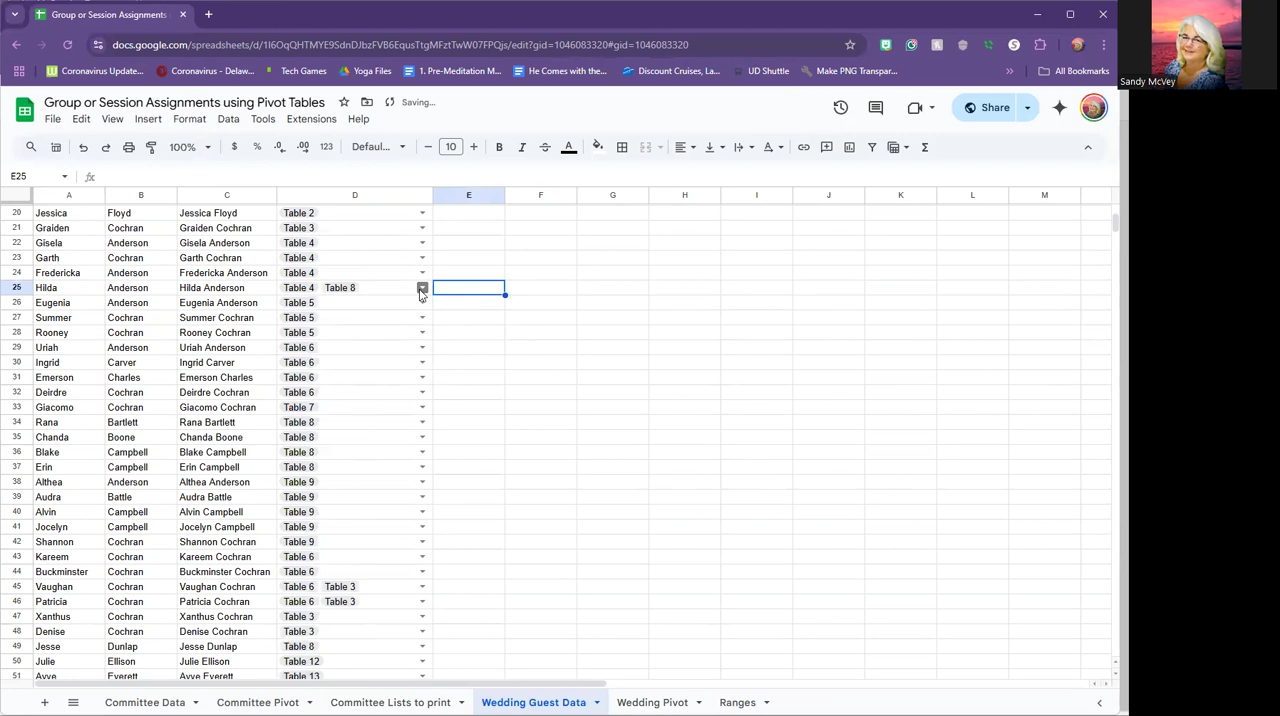 Group or Session Assignments
docs.google.com/spreadsheets/d/1I6OqQHTMYE9SdnDJbzFVB6EqusTtgMFztTwW07FPQjs/edit?gid=1046083320#gid=1046083320
Coronavirus Update... Coronavirus - Delaw... Tech Games Yoga Files 1. Pre-Meditation M... He Comes with the... Discount Cruises, La... UD Shuttle Make PNG Transpar... » All Bookmarks
Sandy McVey
Group or Session Assignments using Pivot Tables Saving...
File Edit View Insert Format Data Tools Extensions Help
Share
100% $ % .0 .00 123 Defaul... 10 B I A
E25 fx
A B C D E F G H I J K L M
20 Jessica Floyd Jessica Floyd Table 2
21 Graiden Cochran Graiden Cochran Table 3
22 Gisela Anderson Gisela Anderson Table 4
23 Garth Cochran Garth Cochran Table 4
24 Fredericka Anderson Fredericka Anderson Table 4
25 Hilda Anderson Hilda Anderson Table 4 Table 8
26 Eugenia Anderson Eugenia Anderson Table 5
27 Summer Cochran Summer Cochran Table 5
28 Rooney Cochran Rooney Cochran Table 5
29 Uriah Anderson Uriah Anderson Table 6
30 Ingrid Carver Ingrid Carver Table 6
31 Emerson Charles Emerson Charles Table 6
32 Deirdre Cochran Deirdre Cochran Table 6
33 Giacomo Cochran Giacomo Cochran Table 7
34 Rana Bartlett Rana Bartlett Table 8
35 Chanda Boone Chanda Boone Table 8
36 Blake Campbell Blake Campbell Table 8
37 Erin Campbell Erin Campbell Table 8
38 Althea Anderson Althea Anderson Table 9
39 Audra Battle Audra Battle Table 9
40 Alvin Campbell Alvin Campbell Table 9
41 Jocelyn Campbell Jocelyn Campbell Table 9
42 Shannon Cochran Shannon Cochran Table 9
43 Kareem Cochran Kareem Cochran Table 6
44 Buckminster Cochran Buckminster Cochran Table 6
45 Vaughan Cochran Vaughan Cochran Table 6 Table 3
46 Patricia Cochran Patricia Cochran Table 6 Table 3
47 Xanthus Cochran Xanthus Cochran Table 3
48 Denise Cochran Denise Cochran Table 3
49 Jesse Dunlap Jesse Dunlap Table 8
50 Julie Ellison Julie Ellison Table 12
51 Avye Everett Avye Everett Table 13
Committee Data Committee Pivot Committee Lists to print Wedding Guest Data Wedding Pivot Ranges